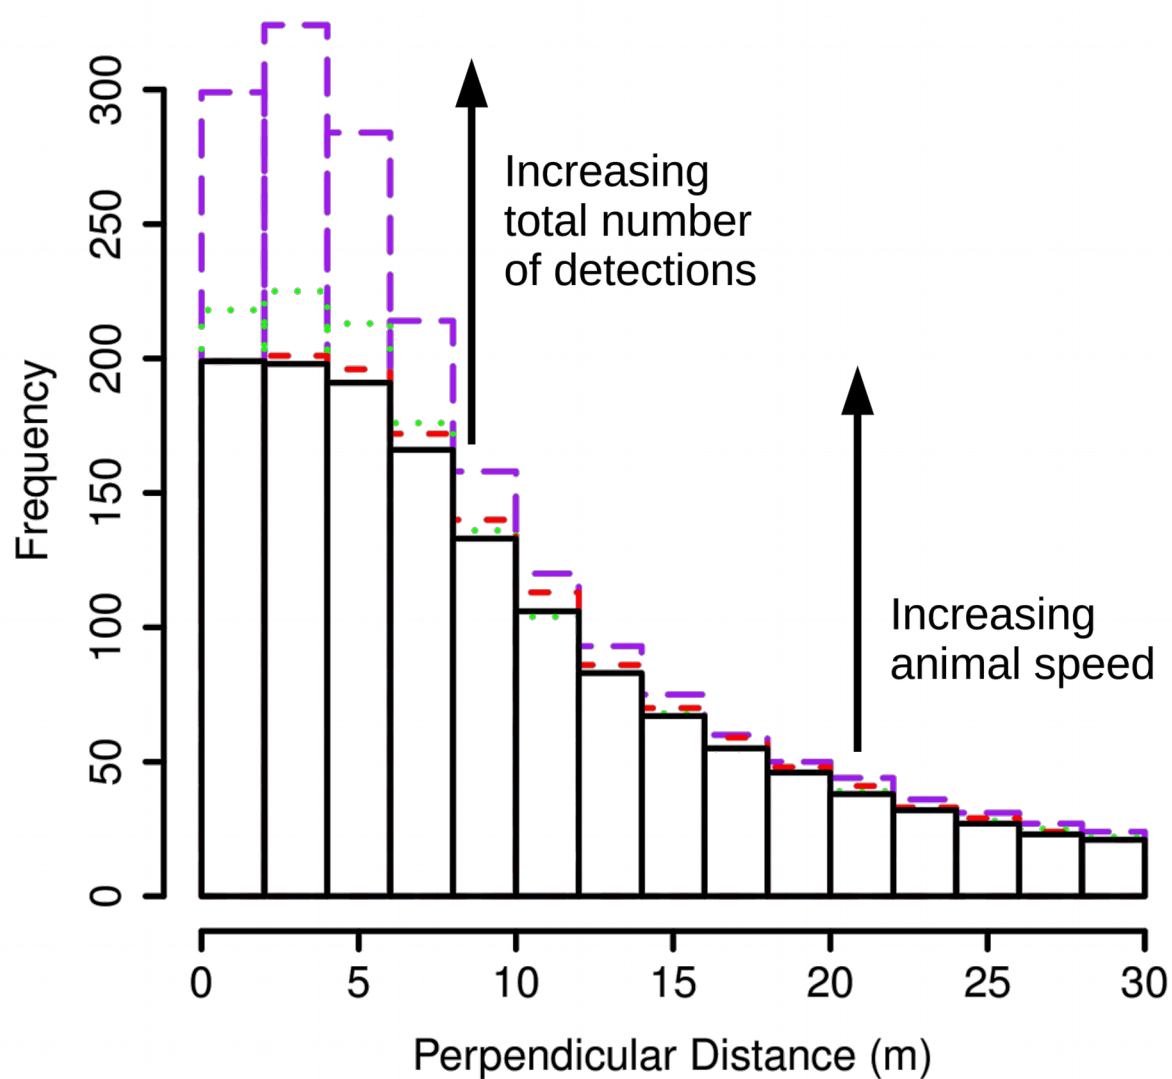 300
250
200
150
100
50
0
Frequency
Increasing
total number
of detections
Increasing
animal speed
0 5 10 15 20 25 30
Perpendicular Distance (m)